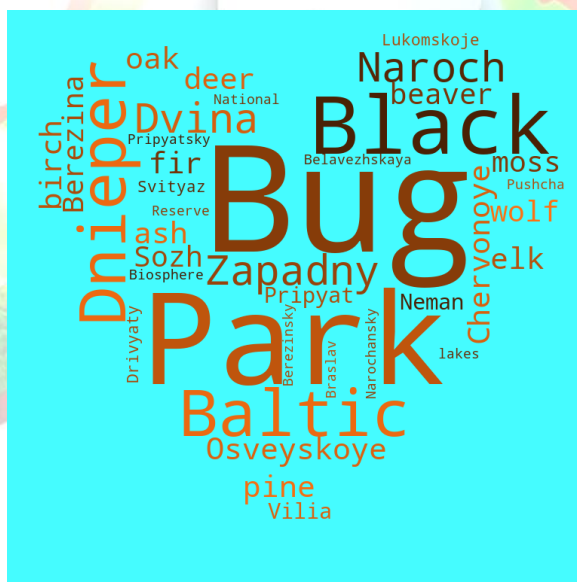 Lukomskoje
oak
Naroch
deer
beaver
National
Dvina
Black
Berezina
Dnieper
Pripyatsky
Belavezhskaya
birch
fir
moss
Svityaz
Bug
Pushcha
Reserve
wolf
Chervonoye
ash
Sozh
elk
Biosphere
Zapadny
Pripyat
Neman
Park
Drivyaty
Berezinsky
Braslav
Narochansky
lakes
Baltic
Osveyskoye
pine
Vilia